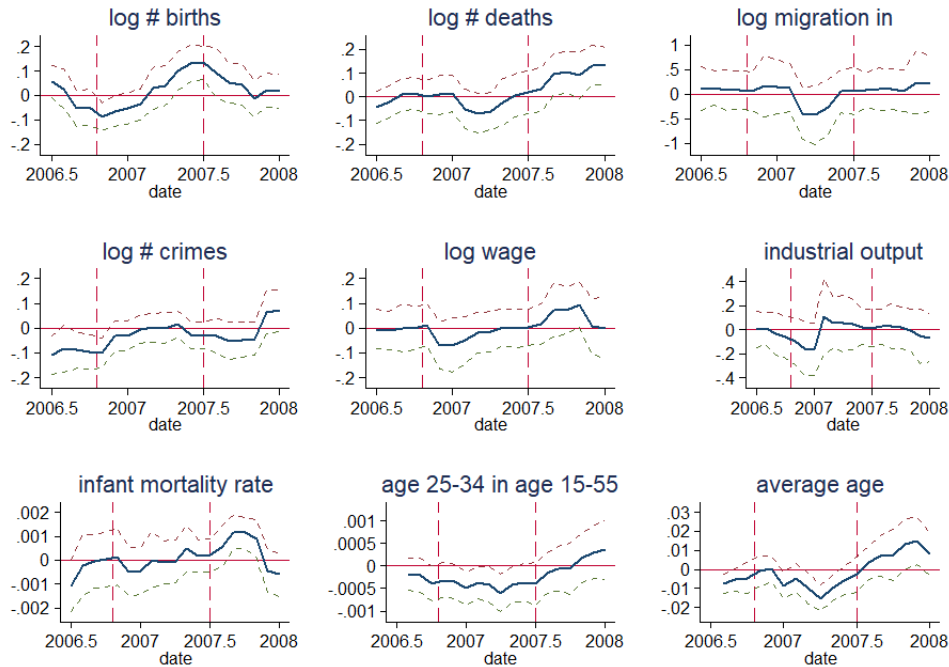 log # births
.2
.1
0
-.1
-.2
2006.5 2007 2007.5 2008
date
log # deaths
.2
.1
0
-.1
-.2
2006.5 2007 2007.5 2008
date
log migration in
1
.5
0
-.5
-1
2006.5 2007 2007.5 2008
date
log # crimes
.2
.1
0
-.1
-.2
2006.5 2007 2007.5 2008
date
log wage
.2
.1
0
-.1
-.2
2006.5 2007 2007.5 2008
date
industrial output
.4
.2
0
-.2
-.4
2006.5 2007 2007.5 2008
date
infant mortality rate
.002
.001
0
-.001
-.002
2006.5 2007 2007.5 2008
date
age 25-34 in age 15-55
.001
.0005
0
-.0005
-.001
2006.5 2007 2007.5 2008
date
average age
.03
.02
.01
0
-.01
-.02
2006.5 2007 2007.5 2008
date